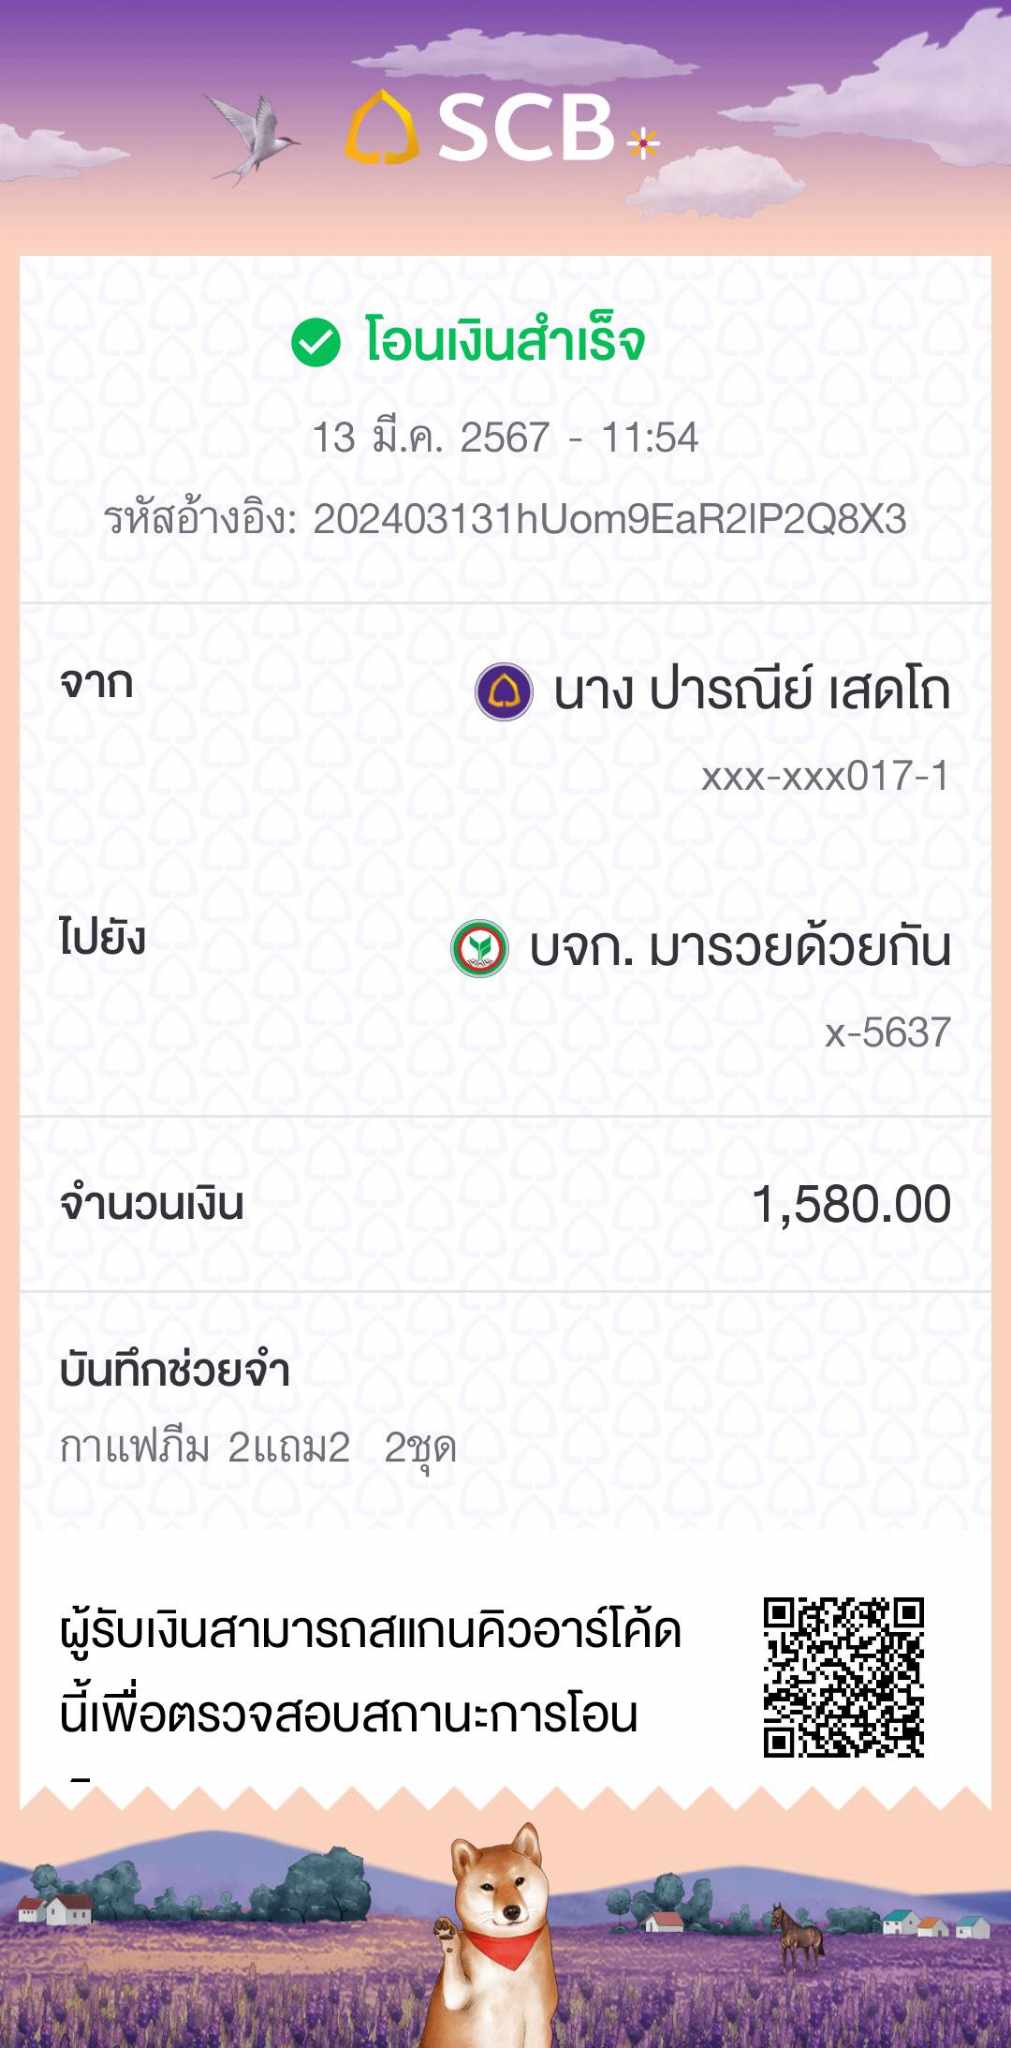 SCB
โอนเงินสำเร็จ
13 มี.ค. 2567 - 11:54
รหัสอ้างอิง: 202403131hUom9EaR2IP2Q8X3
จาก
นาง ปารณีย์ เสดโถ
xxx-xxx017-1
ไปยัง
บจก. มารวยด้วยกัน
x-5637
จำนวนเงิน
1,580.00
บันทึกช่วยจำ
กาแฟภีม 2แถม2 2ชุด
ผู้รับเงินสามารถสแกนคิวอาร์โค้ด
นี้เพื่อตรวจสอบสถานะการโอน